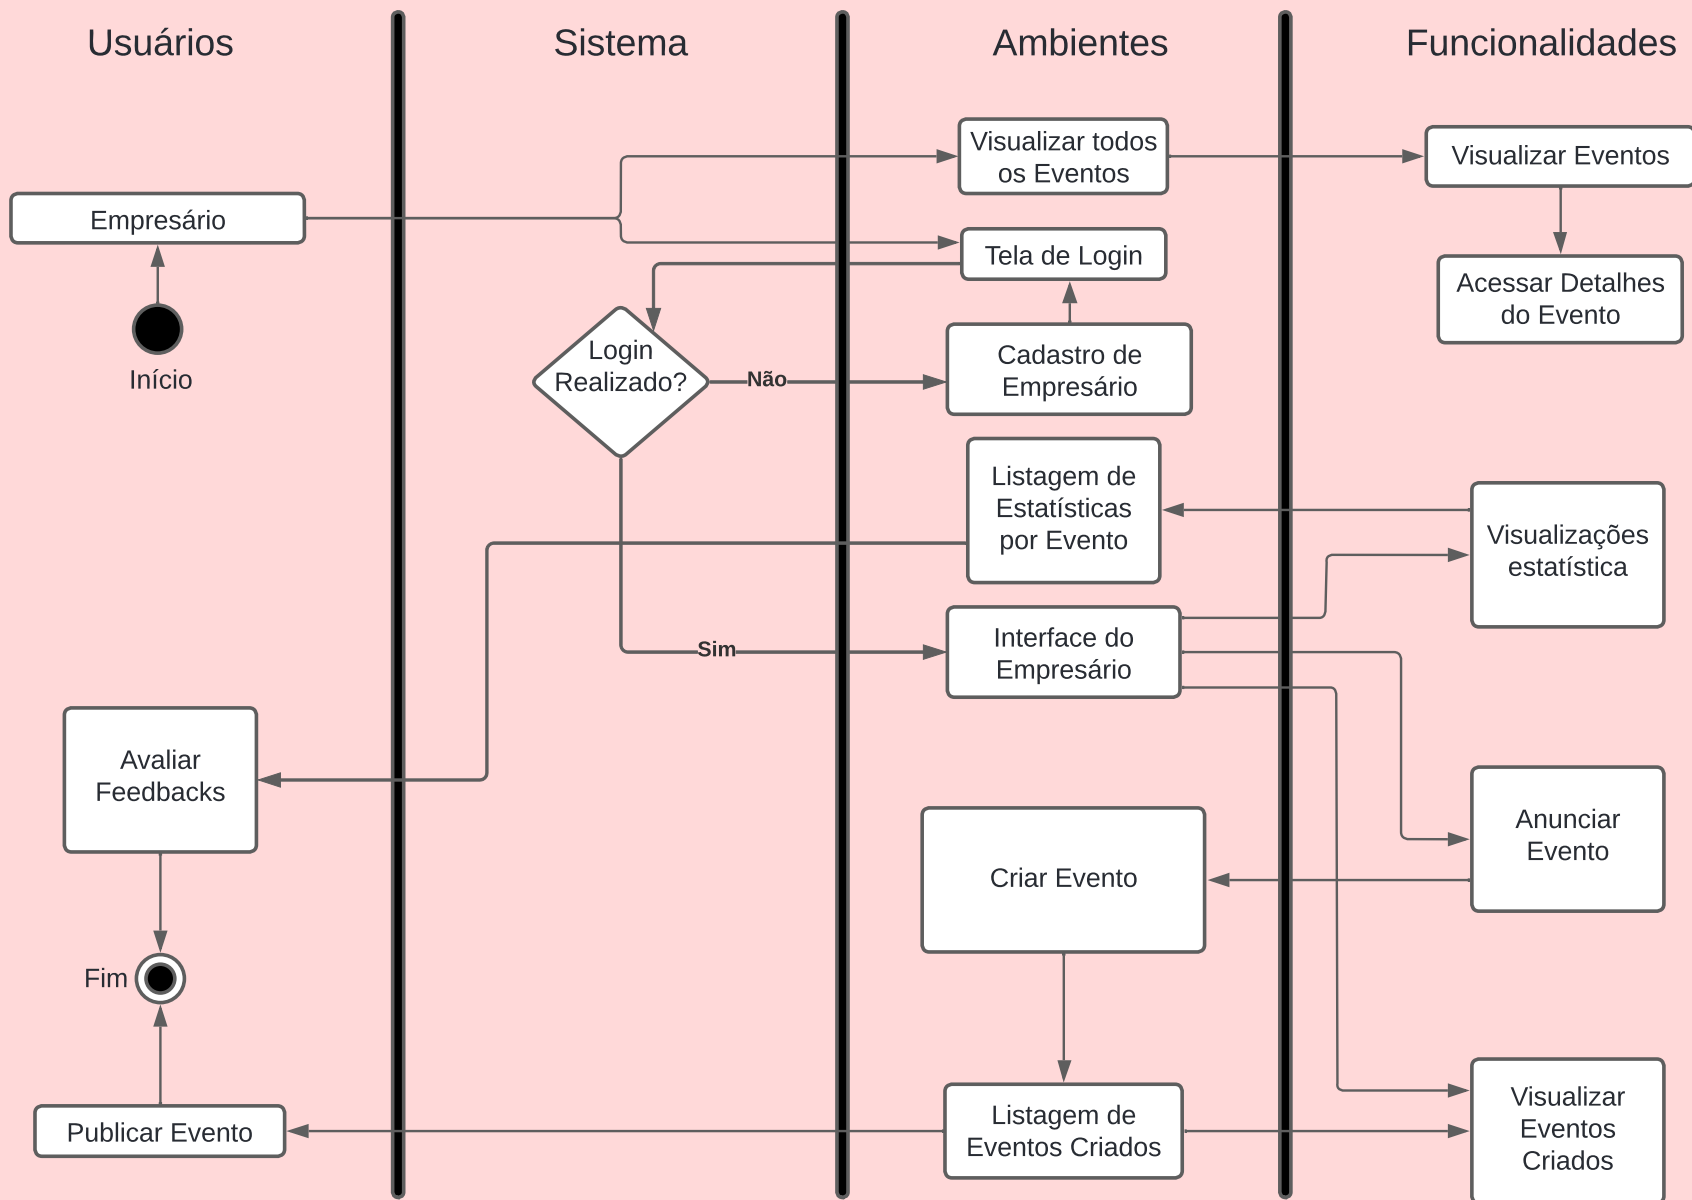 Usuários
Sistema
Ambientes
Funcionalidades
Visualizar todos
os Eventos
Visualizar Eventos
Empresário
Tela de Login
Acessar Detalhes
do Evento
Início
Login
Realizado?
Não
Cadastro de
Empresário
Listagem de
Estatísticas
por Evento
Visualizações
estatística
Sim
Interface do
Empresário
Avaliar
Feedbacks
Anunciar
Evento
Criar Evento
Fim
Publicar Evento
Listagem de
Eventos Criados
Visualizar
Eventos
Criados